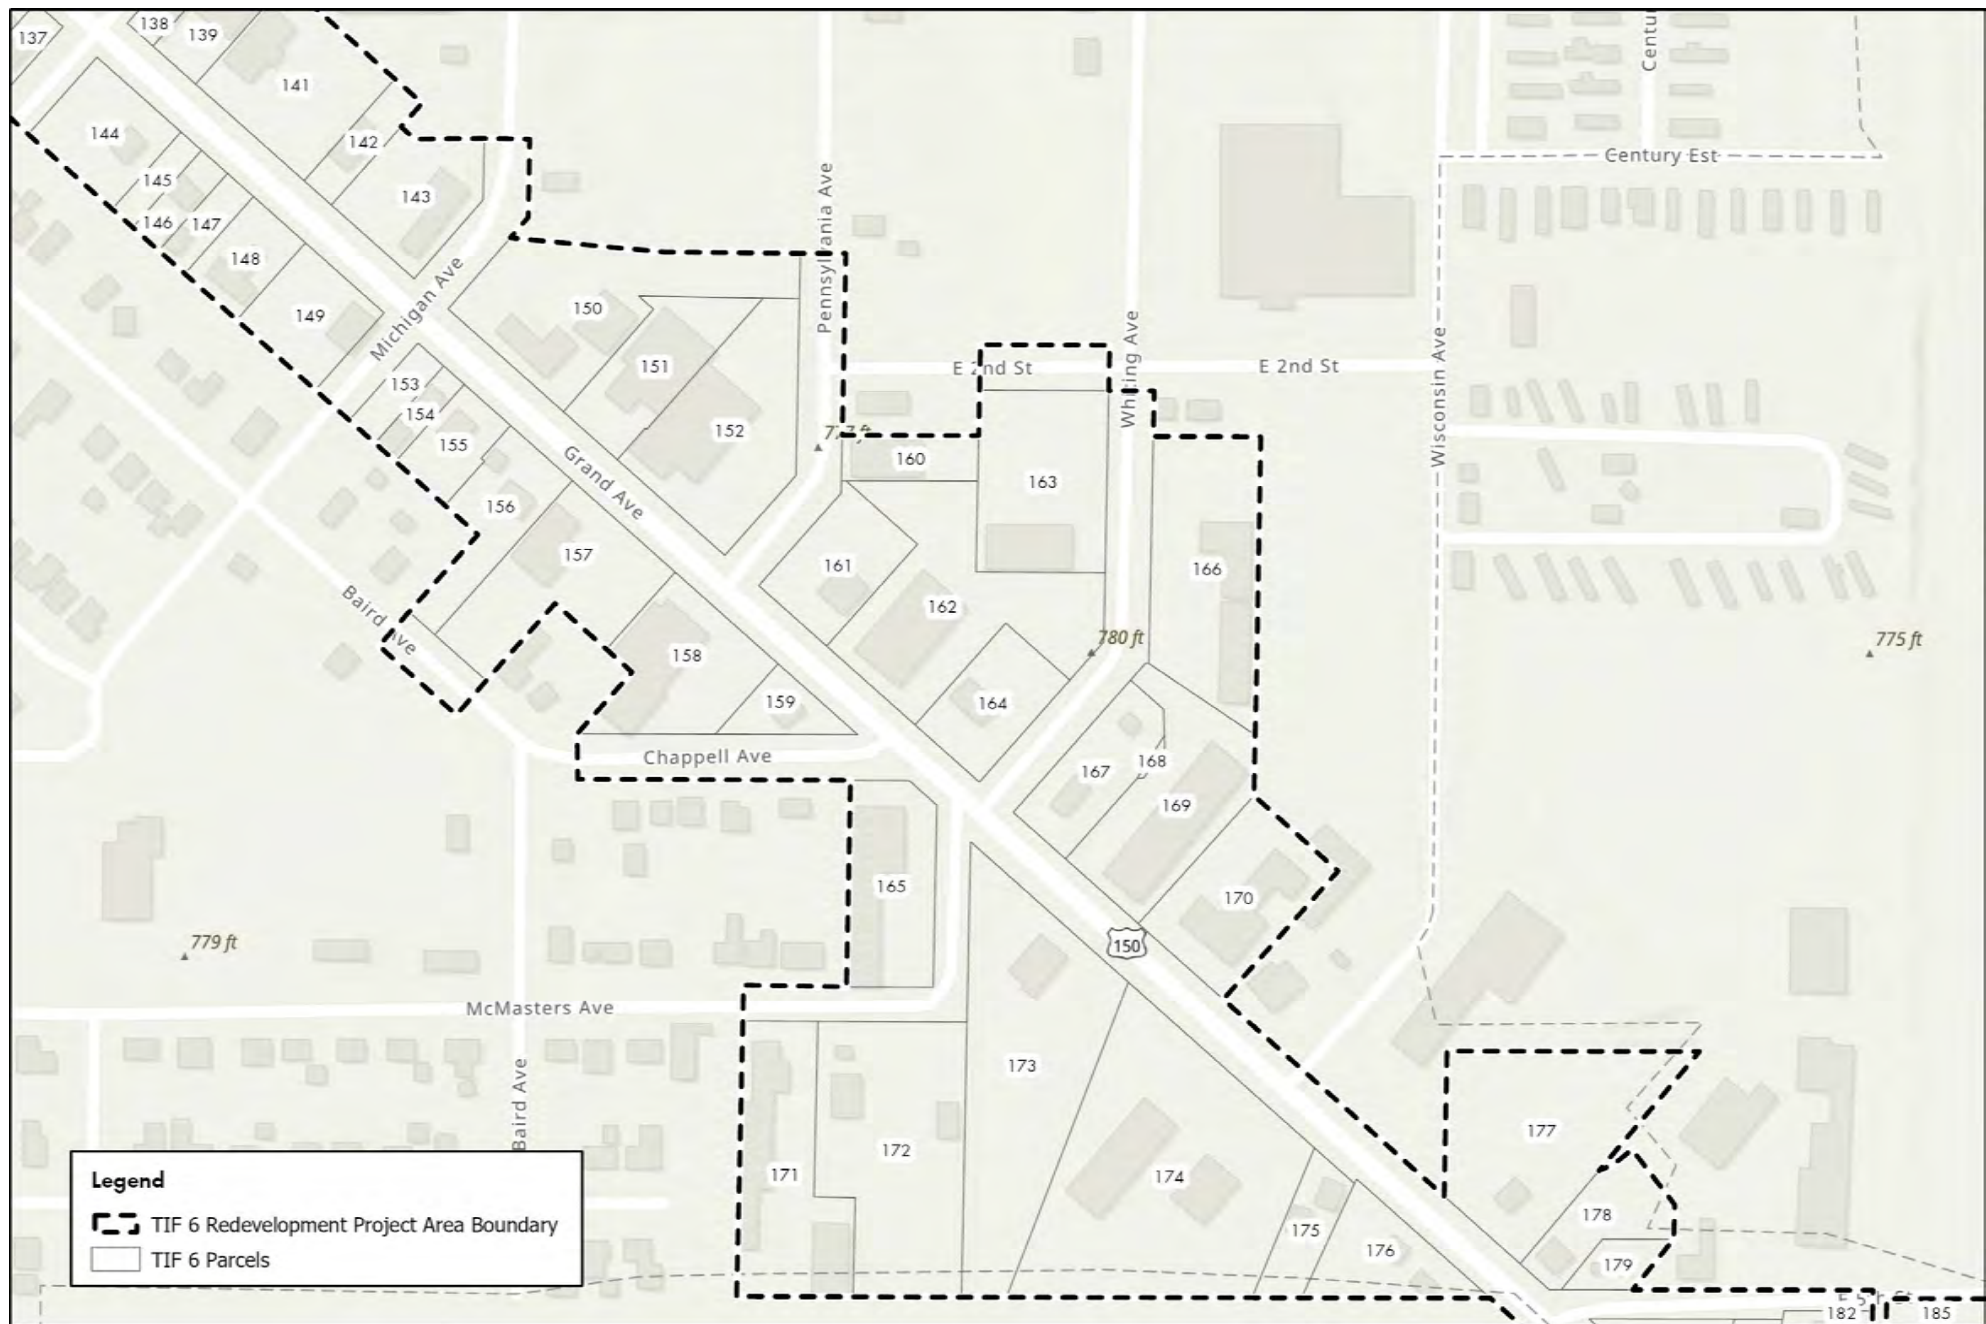 138
139
137
Centu
141
144
142
Century Est
145
143
Pennsylvania Ave
146
147
148
Michigan Ave
150
149
Whiting Ave
151
E 2nd St
E 2nd St
Wisconsin Ave
153
154
152
155
160
163
Grand Ave
156
157
161
166
162
Baird Ave
780 ft
775 ft
158
159
164
Chappell Ave
167
168
169
165
170
779 ft
150
McMasters Ave
173
Baird Ave
177
172
171
174
178
175
176
179
182
185
Legend
TIF 6 Redevelopment Project Area Boundary
TIF 6 Parcels